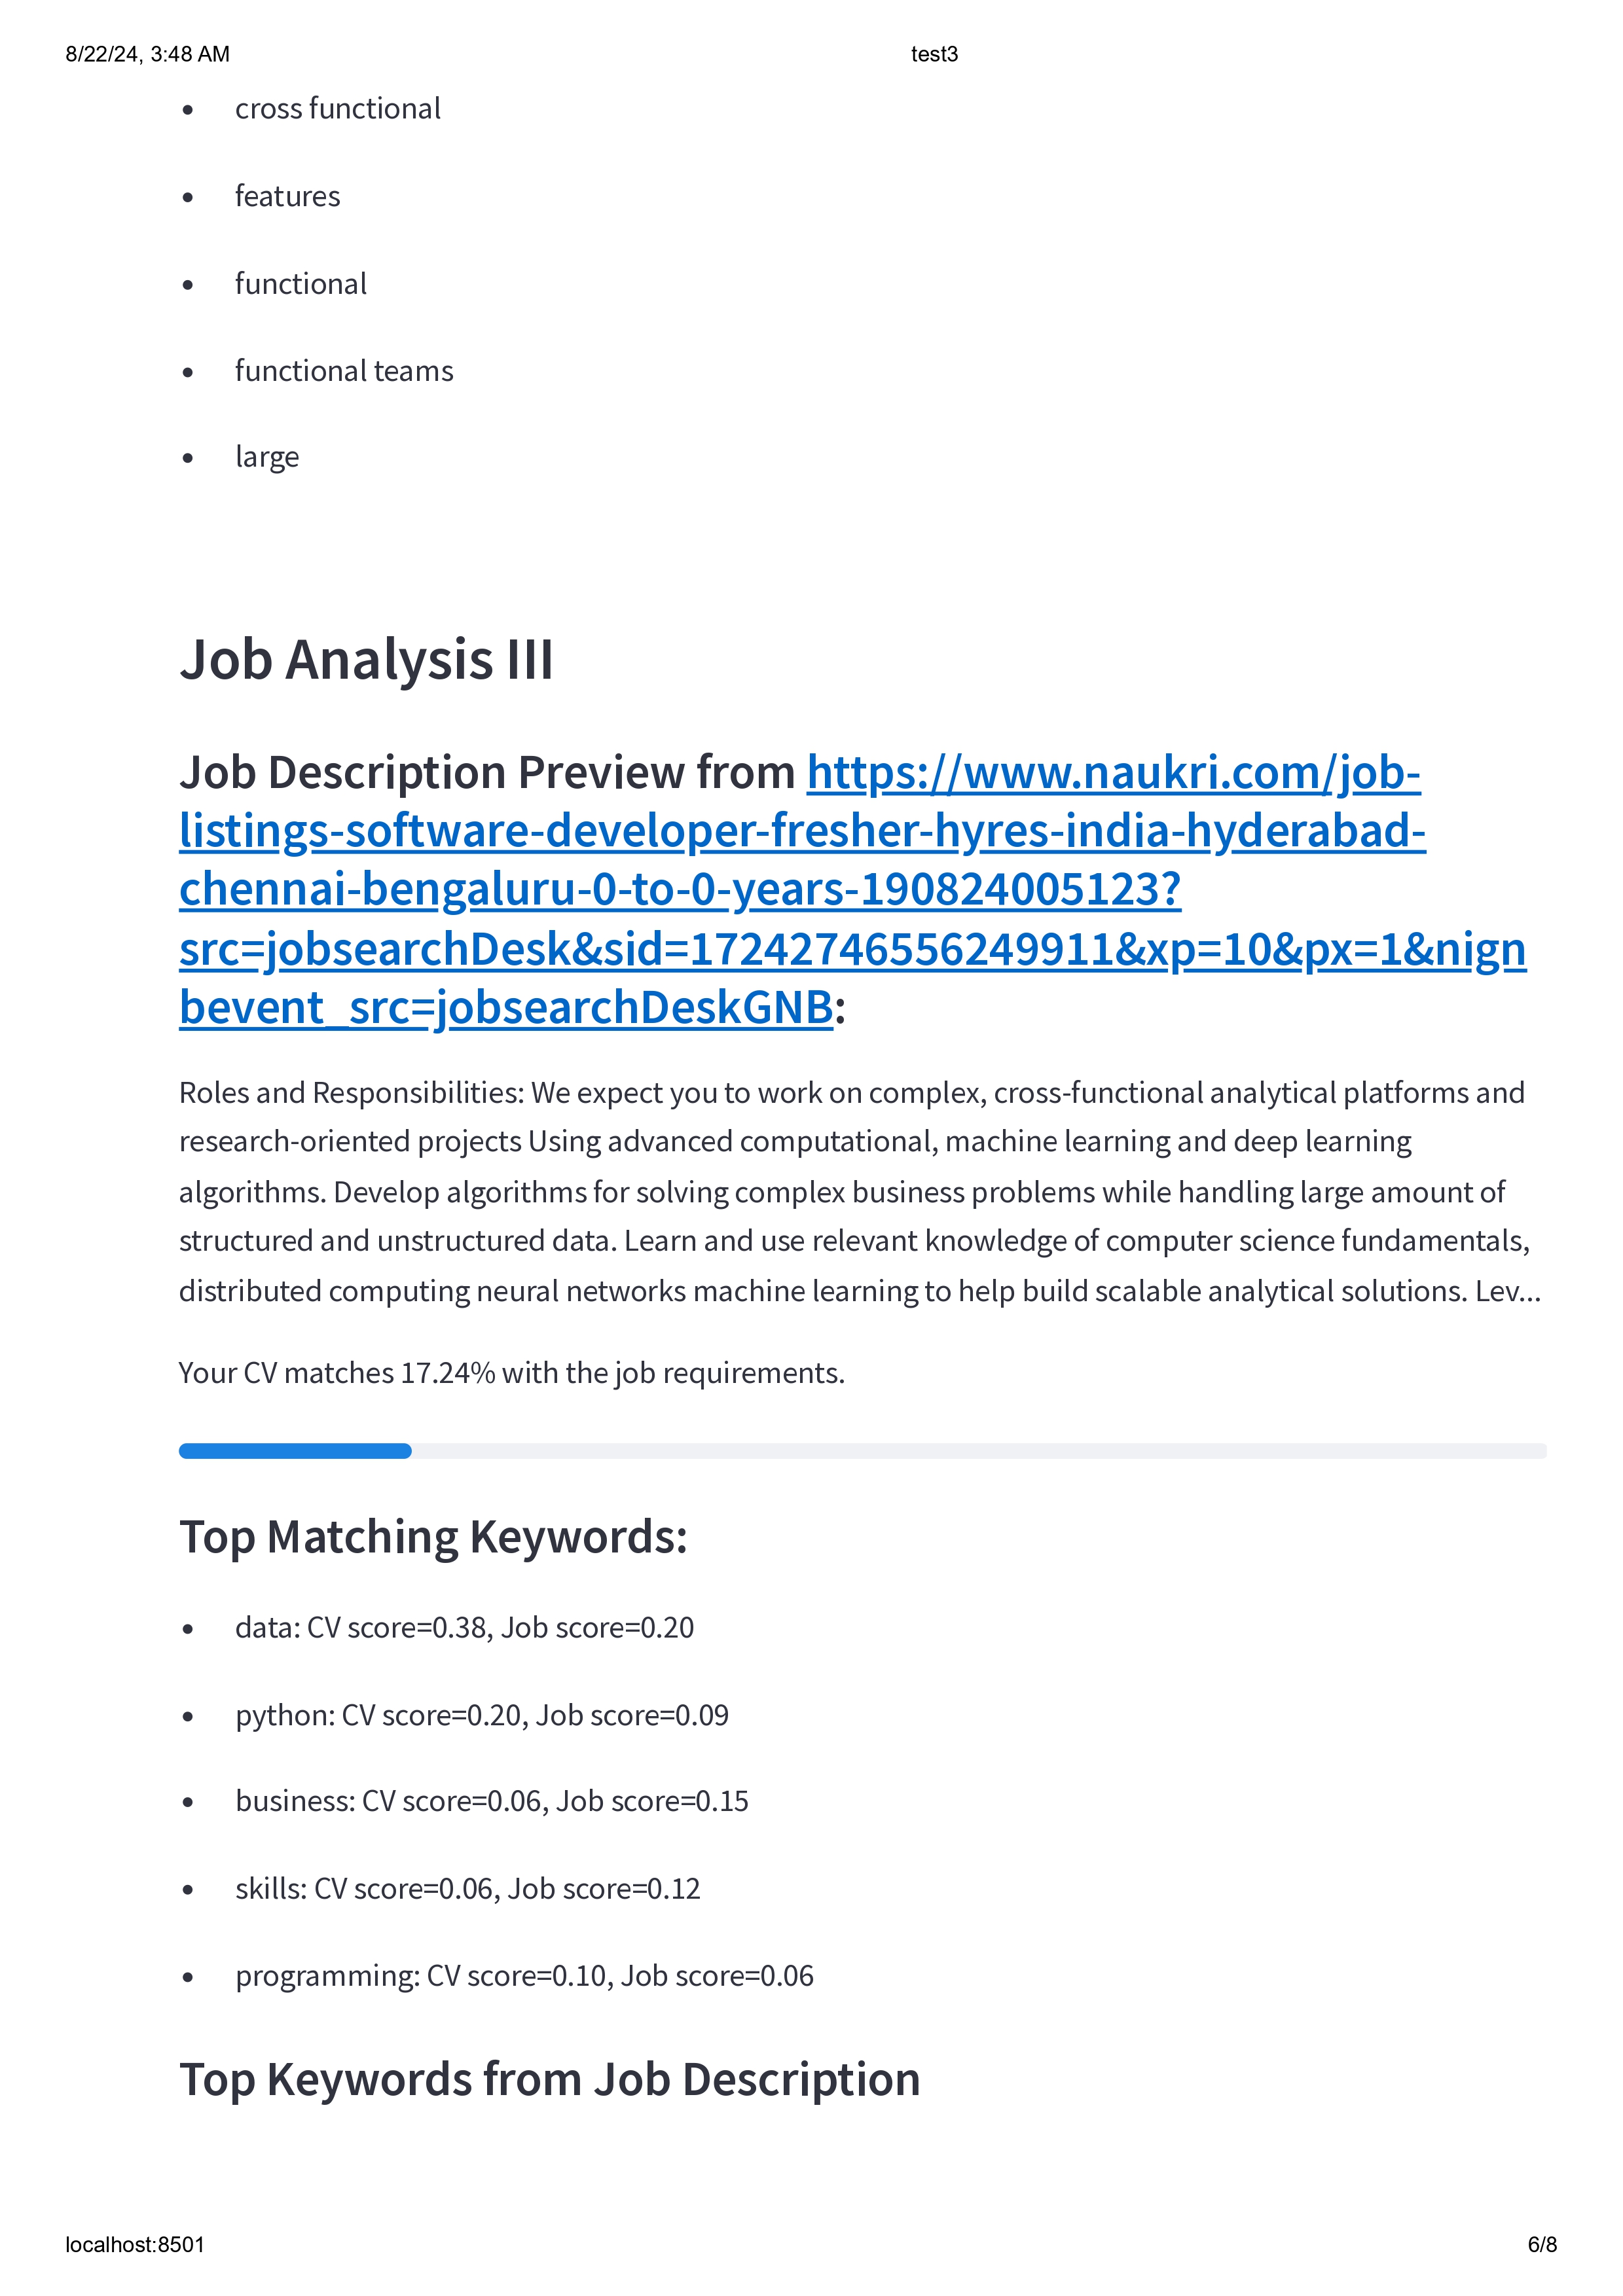 8/22/24, 3:48 AM test3
• cross functional
• features
• functional
• functional teams
• large
Job Analysis III
Job Description Preview from https://www.naukri.com/job-
listings-software-developer-fresher-hyres-india-hyderabad-
chennai-bengaluru-0-to-0-years-190824005123?
src=jobsearchDesk&sid=17242746556249911&xp=10&px=1&nign
bevent_src=jobsearchDeskGNB:
Roles and Responsibilities: We expect you to work on complex, cross-functional analytical platforms and
research-oriented projects Using advanced computational, machine learning and deep learning
algorithms. Develop algorithms for solving complex business problems while handling large amount of
structured and unstructured data. Learn and use relevant knowledge of computer science fundamentals,
distributed computing neural networks machine learning to help build scalable analytical solutions. Lev...
Your CV matches 17.24% with the job requirements.
Top Matching Keywords:
• data: CV score=0.38, Job score=0.20
• python: CV score=0.20, Job score=0.09
• business: CV score=0.06, Job score=0.15
• skills: CV score=0.06, Job score=0.12
• programming: CV score=0.10, Job score=0.06
Top Keywords from Job Description
localhost:8501 6/8